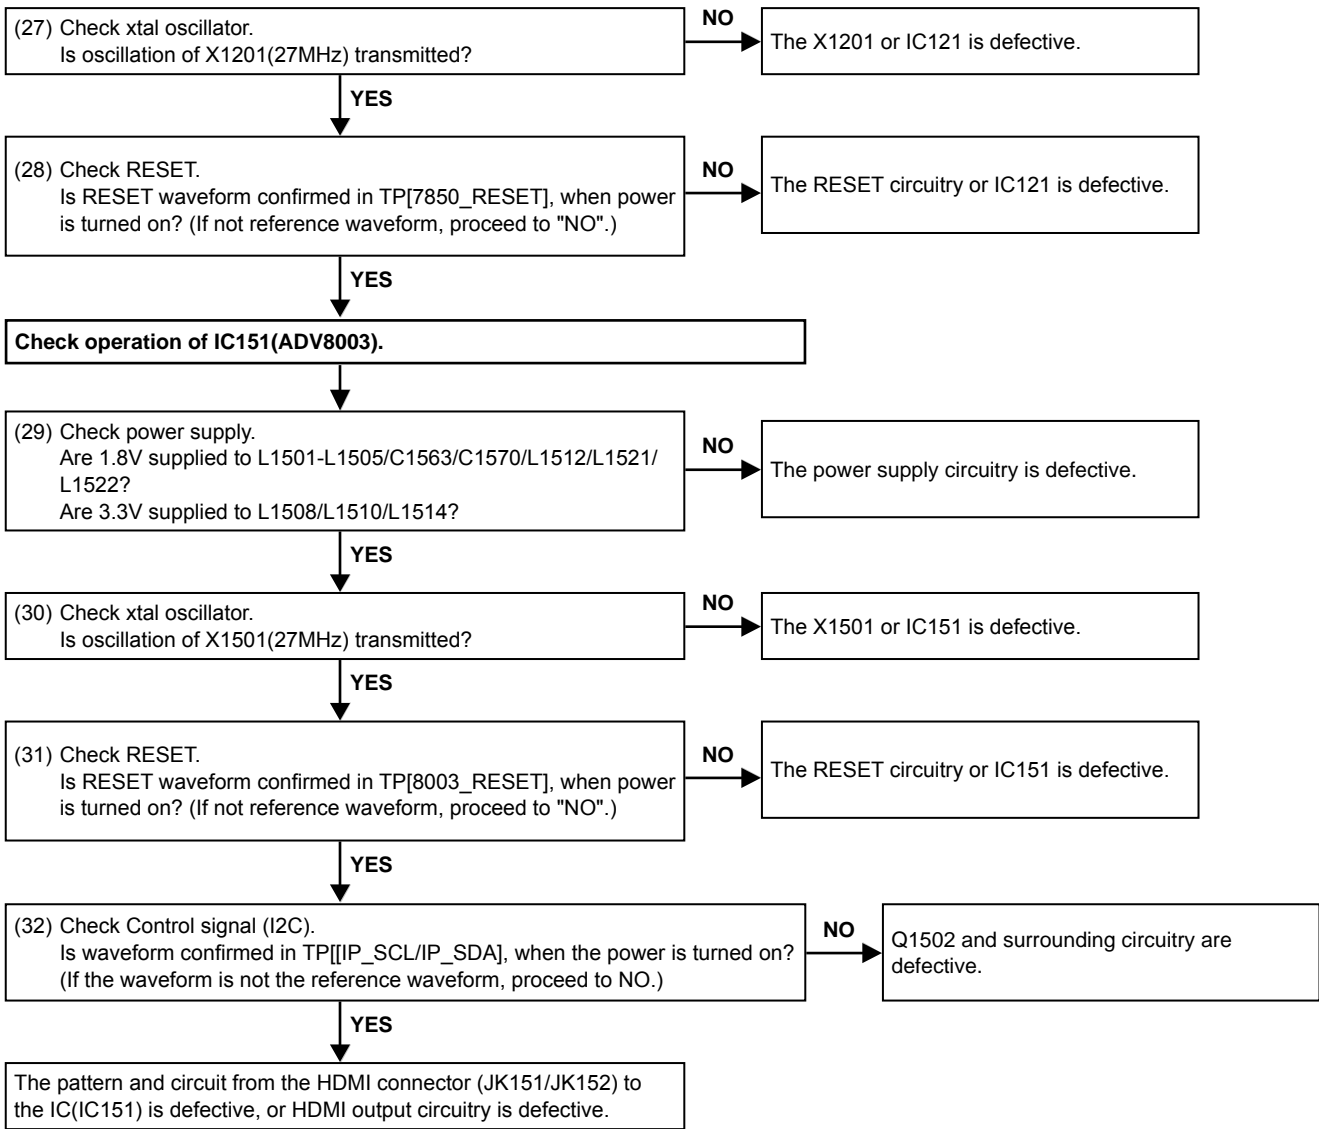 (27) Check xtal oscillator.
Is oscillation of X1201(27MHz) transmitted?
NO
The X1201 or IC121 is defective.
YES
(28) Check RESET.
Is RESET waveform confirmed in TP[7850_RESET], when power
is turned on? (If not reference waveform, proceed to "NO".)
NO
The RESET circuitry or IC121 is defective.
YES
Check operation of IC151(ADV8003).
(29) Check power supply.
Are 1.8V supplied to L1501-L1505/C1563/C1570/L1512/L1521/
L1522?
Are 3.3V supplied to L1508/L1510/L1514?
NO
The power supply circuitry is defective.
YES
(30) Check xtal oscillator.
Is oscillation of X1501(27MHz) transmitted?
NO
The X1501 or IC151 is defective.
YES
(31) Check RESET.
Is RESET waveform confirmed in TP[8003_RESET], when power
is turned on? (If not reference waveform, proceed to "NO".)
NO
The RESET circuitry or IC151 is defective.
YES
(32) Check Control signal (I2C).
Is waveform confirmed in TP[[IP_SCL/IP_SDA], when the power is turned on?
(If the waveform is not the reference waveform, proceed to NO.)
NO
Q1502 and surrounding circuitry are
defective.
YES
The pattern and circuit from the HDMI connector (JK151/JK152) to
the IC(IC151) is defective, or HDMI output circuitry is defective.